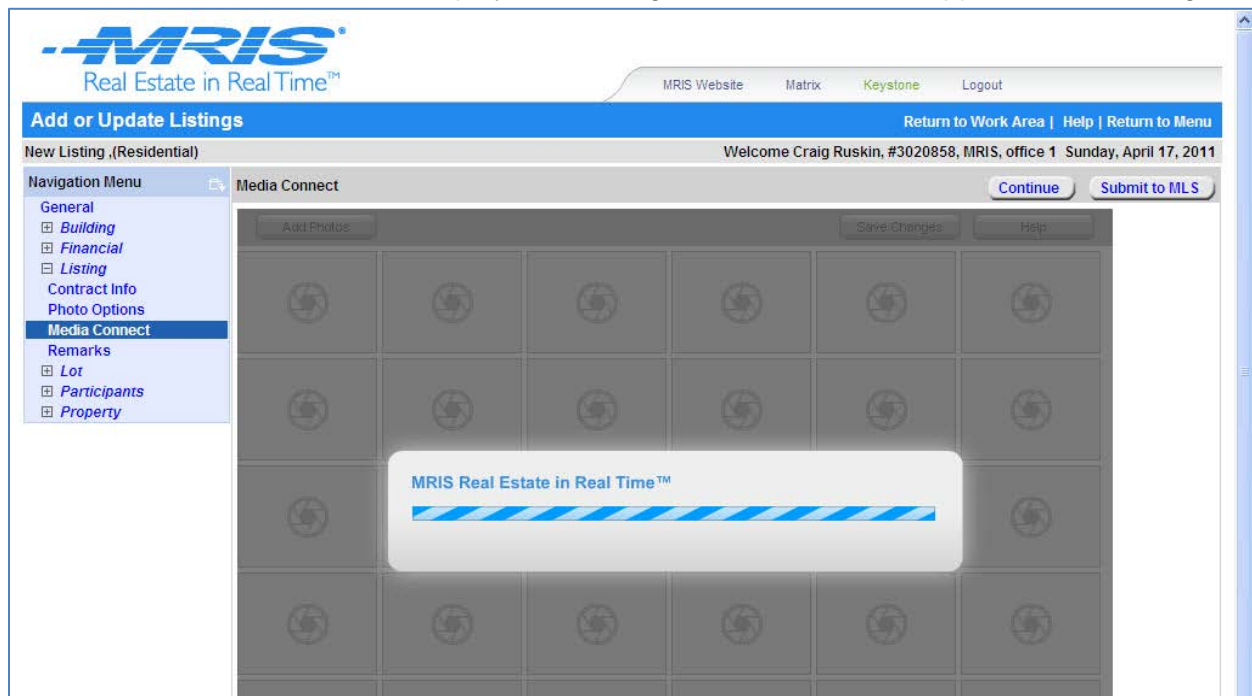 MRIS
Real Estate in Real Time™
MRIS Website Matrix Keystone Logout
Add or Update Listings Return to Work Area | Help | Return to Menu
New Listing ,(Residential) Welcome Craig Ruskin, #3020858, MRIS, office 1 Sunday, April 17, 2011
Navigation Menu Media Connect Continue Submit to MLS
General
Building
Financial
Listing
Contract Info
Photo Options
Media Connect
Remarks
Lot
Participants
Property
Add Photos Save Changes Help
MRIS Real Estate in Real Time™